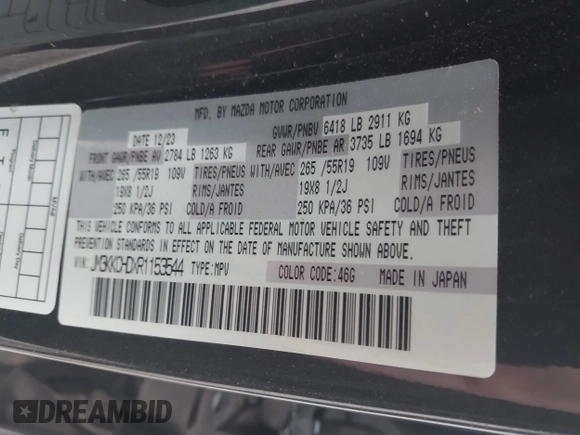 MFD. BY MAZDA MOTOR CORPORATION
DATE 12/23 GVWR/PNBV 6418 LB 2911 KG
FRONT GAWR/PNBE AV 2784 LB 1263 KG REAR GAWR/PNBE AR 3735 LB 1694 KG
WITH/AVEC 265 /55R19 109V TIRES/PNEUS WITH/AVEC 265 /55R19 109V TIRES/PNEUS
19X8 1/2J RIMS/JANTES 19X8 1/2J RIMS/JANTES
250 KPA/36 PSI COLD/A FROID 250 KPA/36 PSI COLD/A FROID
THIS VEHICLE CONFORMS TO ALL APPLICABLE FEDERAL MOTOR VEHICLE SAFETY AND THEFT
PREVENTION STANDARDS IN EFFECT ON THE DATE OF MANUFACTURE SHOWN ABOVE.
VIN: JM3KKCHDXR1153544 TYPE:MPV COLOR CODE:46G MADE IN JAPAN
DREAMBID